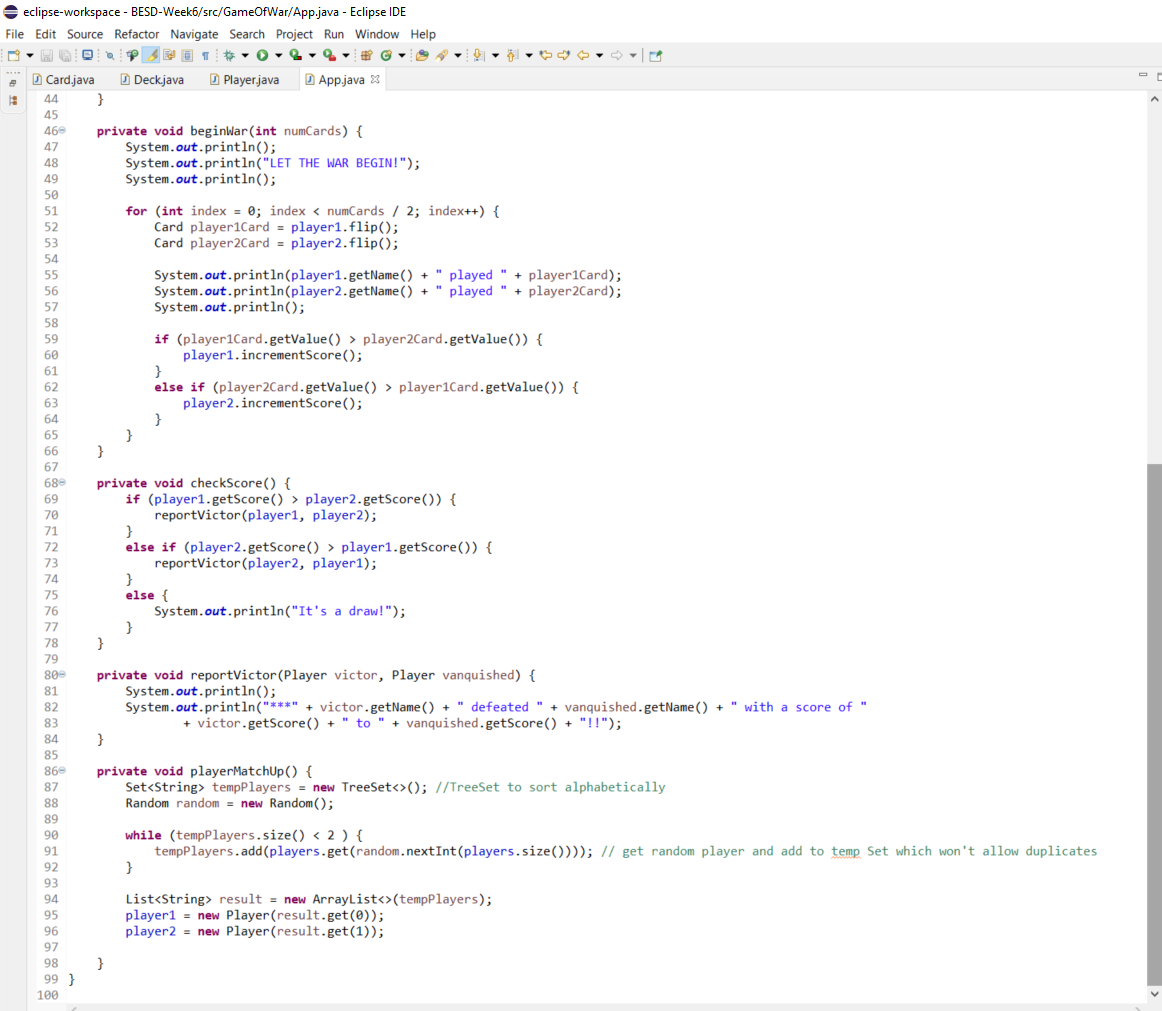 eclipse-workspace - BESD-Week6/src/GameOfWar/App.java - Eclipse IDE
File Edit Source Refactor Navigate Search Project Run Window Help
Card.java Deck.java Player.java App.java
44     }
45
46     private void beginWar(int numCards) {
47         System.out.println();
48         System.out.println("LET THE WAR BEGIN!");
49         System.out.println();
50
51         for (int index = 0; index < numCards / 2; index++) {
52             Card player1Card = player1.flip();
53             Card player2Card = player2.flip();
54
55             System.out.println(player1.getName() + " played " + player1Card);
56             System.out.println(player2.getName() + " played " + player2Card);
57             System.out.println();
58
59             if (player1Card.getValue() > player2Card.getValue()) {
60                 player1.incrementScore();
61             }
62             else if (player2Card.getValue() > player1Card.getValue()) {
63                 player2.incrementScore();
64             }
65         }
66     }
67
68     private void checkScore() {
69         if (player1.getScore() > player2.getScore()) {
70             reportVictor(player1, player2);
71         }
72         else if (player2.getScore() > player1.getScore()) {
73             reportVictor(player2, player1);
74         }
75         else {
76             System.out.println("It's a draw!");
77         }
78     }
79
80     private void reportVictor(Player victor, Player vanquished) {
81         System.out.println();
82         System.out.println("***" + victor.getName() + " defeated " + vanquished.getName() + " with a score of "
83                 + victor.getScore() + " to " + vanquished.getScore() + "!!");
84     }
85
86     private void playerMatchUp() {
87         Set<String> tempPlayers = new TreeSet<>(); //TreeSet to sort alphabetically
88         Random random = new Random();
89
90         while (tempPlayers.size() < 2 ) {
91             tempPlayers.add(players.get(random.nextInt(players.size()))); // get random player and add to temp Set which won't allow duplicates
92         }
93
94         List<String> result = new ArrayList<>(tempPlayers);
95         player1 = new Player(result.get(0));
96         player2 = new Player(result.get(1));
97
98     }
99 }
100